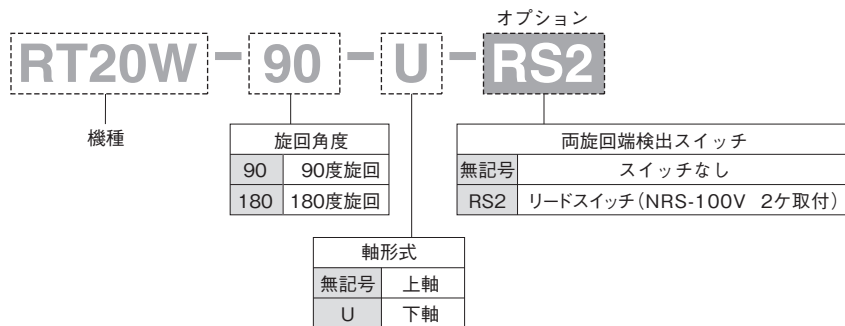 オプション
RT20W-90-U-RS2
機種
旋回角度
90 90度旋回
180 180度旋回
両旋回端検出スイッチ
無記号 スイッチなし
RS2 リードスイッチ(NRS-100V 2ケ取付)
軸形式
無記号 上軸
U 下軸